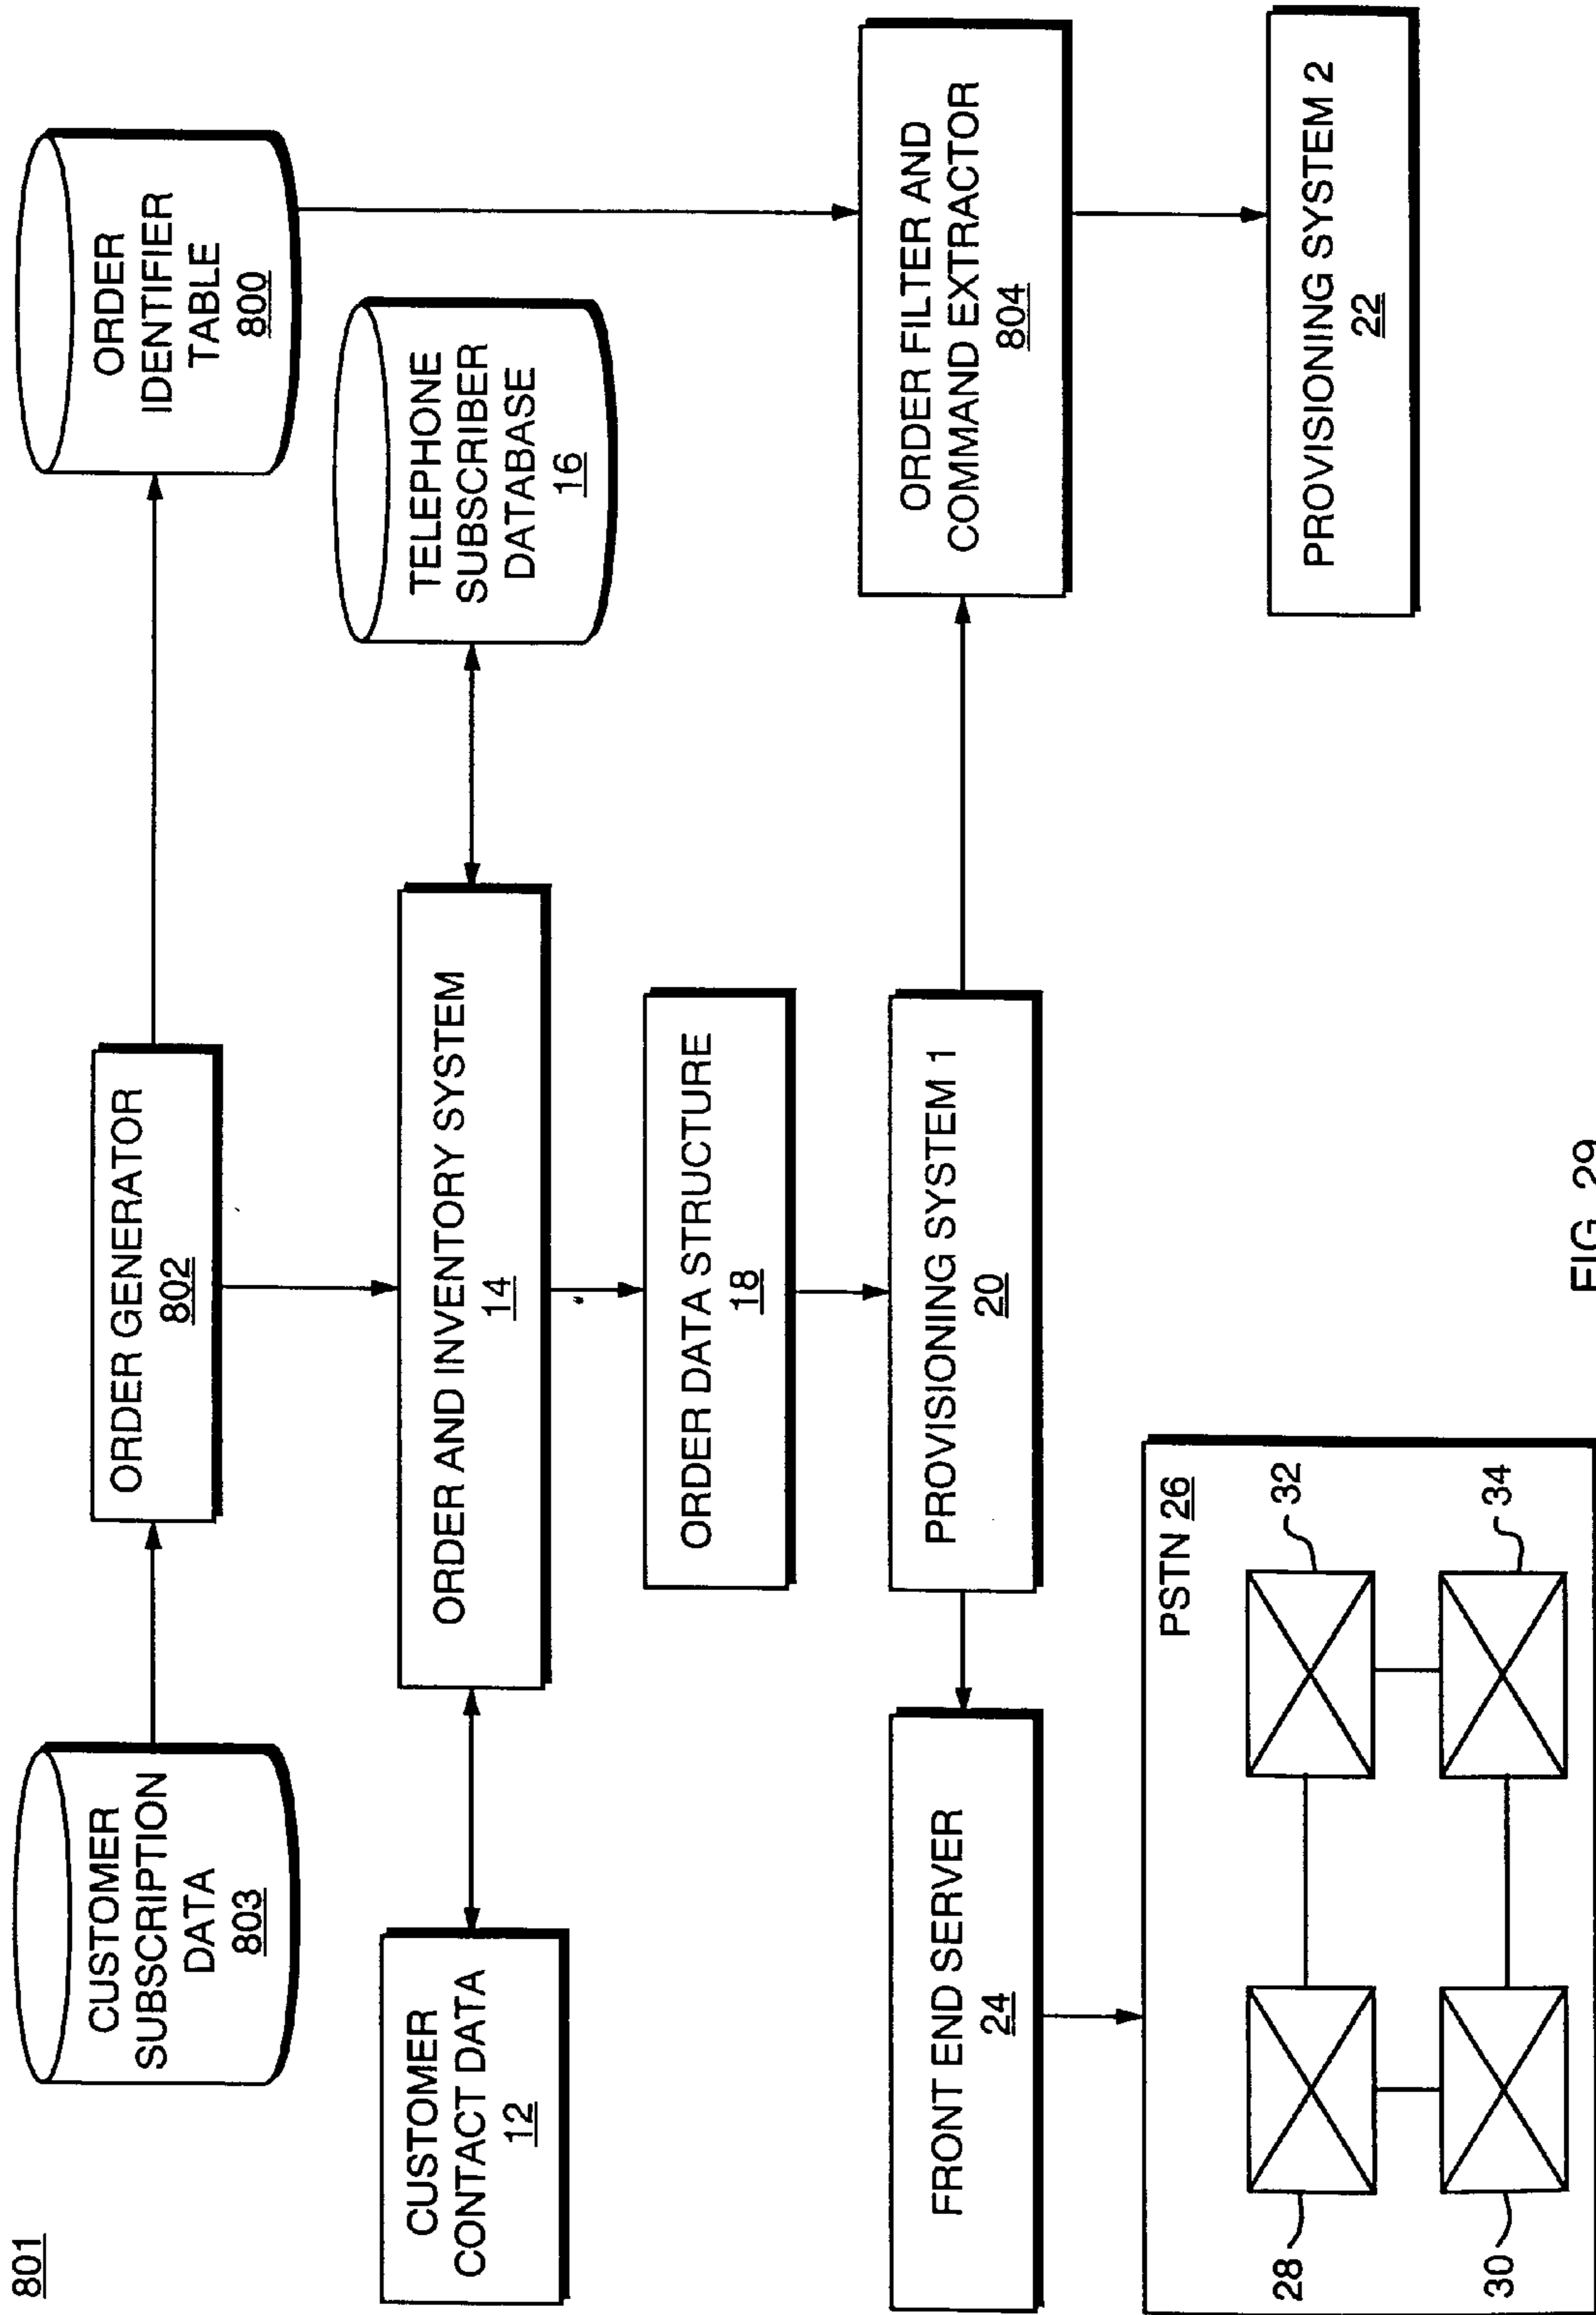 801
CUSTOMER
SUBSCRIPTION
DATA
803
ORDER GENERATOR
802
ORDER
IDENTIFIER
TABLE
800
CUSTOMER
CONTACT DATA
12
ORDER AND INVENTORY SYSTEM
14
TELEPHONE
SUBSCRIBER
DATABASE
16
ORDER DATA STRUCTURE
18
FRONT END SERVER
24
PROVISIONING SYSTEM 1
20
ORDER FILTER AND
COMMAND EXTRACTOR
804
PSTN 26
28
32
30
34
PROVISIONING SYSTEM 2
22
FIG. 29